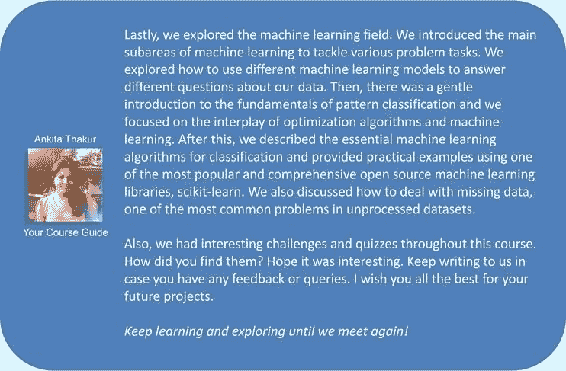 Lastly, we explored the machine learning field. We introduced the main
subareas of machine learning to tackle various problem tasks. We
explored how to use different machine learning models to answer
different questions about our data. Then, there was a gentle
introduction to the fundamentals of pattern classification and we
focused on the interplay of optimization algorithms and machine
learning. After this, we described the essential machine learning
algorithms for classification and provided practical examples using one
of the most popular and comprehensive open source machine learning
libraries, scikit-learn. We also discussed how to deal with missing data,
one of the most common problems in unprocessed datasets.
Also, we had interesting challenges and quizzes throughout this course.
How did you find them? Hope it was interesting. Keep writing to us in
case you have any feedback or queries. I wish you all the best for your
future projects.
Keep learning and exploring until we meet again!
Ankita Thakur
Your Course Guide